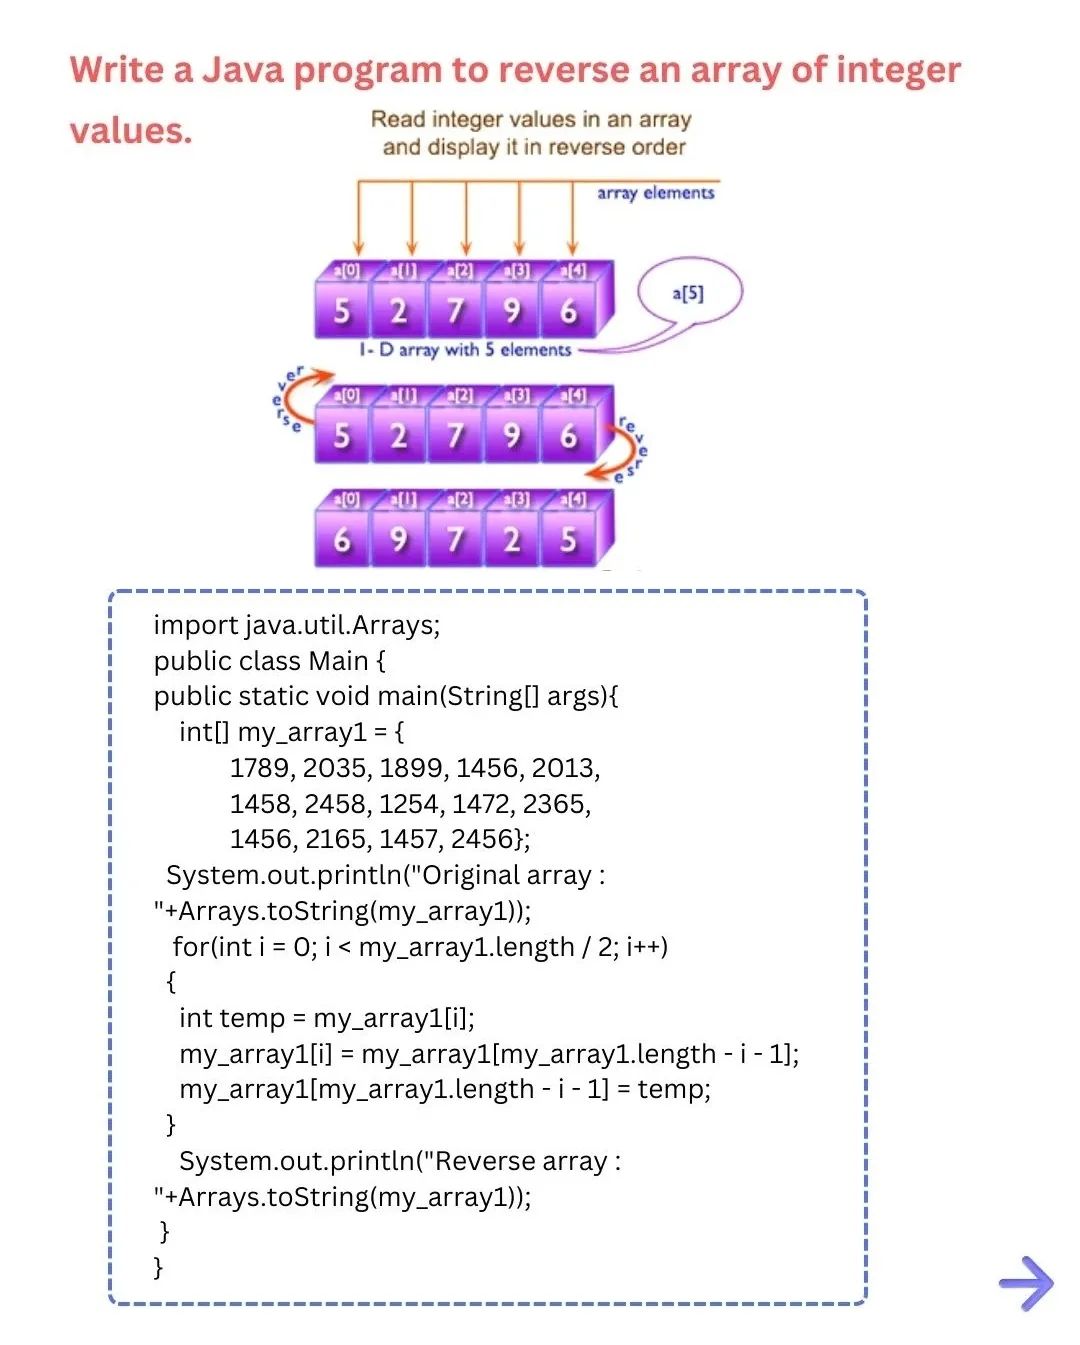 Write a Java program to reverse an array of integer
values.
Read integer values in an array
and display it in reverse order
array elements
a[0] a[1] a[2] a[3] a[4]
5 2 7 9 6
a[5]
1- D array with 5 elements
reverse
a[0] a[1] a[2] a[3] a[4]
5 2 7 9 6
reverse
a[0] a[1] a[2] a[3] a[4]
6 9 7 2 5
import java.util.Arrays;
public class Main {
public static void main(String[] args){
int[] my_array1 = {
1789, 2035, 1899, 1456, 2013,
1458, 2458, 1254, 1472, 2365,
1456, 2165, 1457, 2456};
System.out.println("Original array :
"+Arrays.toString(my_array1));
for(int i = 0; i < my_array1.length / 2; i++)
{
int temp = my_array1[i];
my_array1[i] = my_array1[my_array1.length - i - 1];
my_array1[my_array1.length - i - 1] = temp;
}
System.out.println("Reverse array :
"+Arrays.toString(my_array1));
}
}